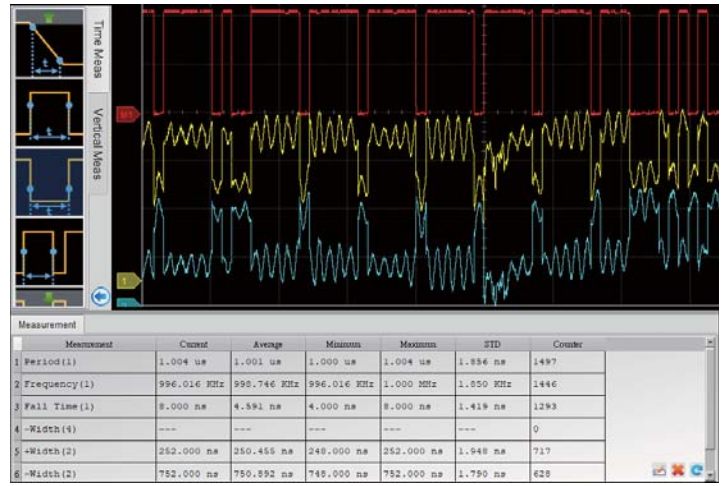 Time Meas
Vertical Meas
t
t
t
t
M1
1
2
Measurement
Measurement Current Average Minimum Maximum STD Counter
1 Period(1) 1.004 us 1.001 us 1.000 us 1.004 us 1.856 ns 1497
2 Frequency(1) 996.016 KHz 998.746 KHz 996.016 KHz 1.000 MHz 1.850 KHz 1446
3 Fall Time(1) 8.000 ns 4.591 ns 4.000 ns 8.000 ns 1.419 ns 1293
4 -Width(4) --- --- --- --- --- 0
5 +Width(2) 252.000 ns 250.455 ns 248.000 ns 252.000 ns 1.948 ns 717
6 -Width(2) 752.000 ns 750.892 ns 748.000 ns 752.000 ns 1.790 ns 628